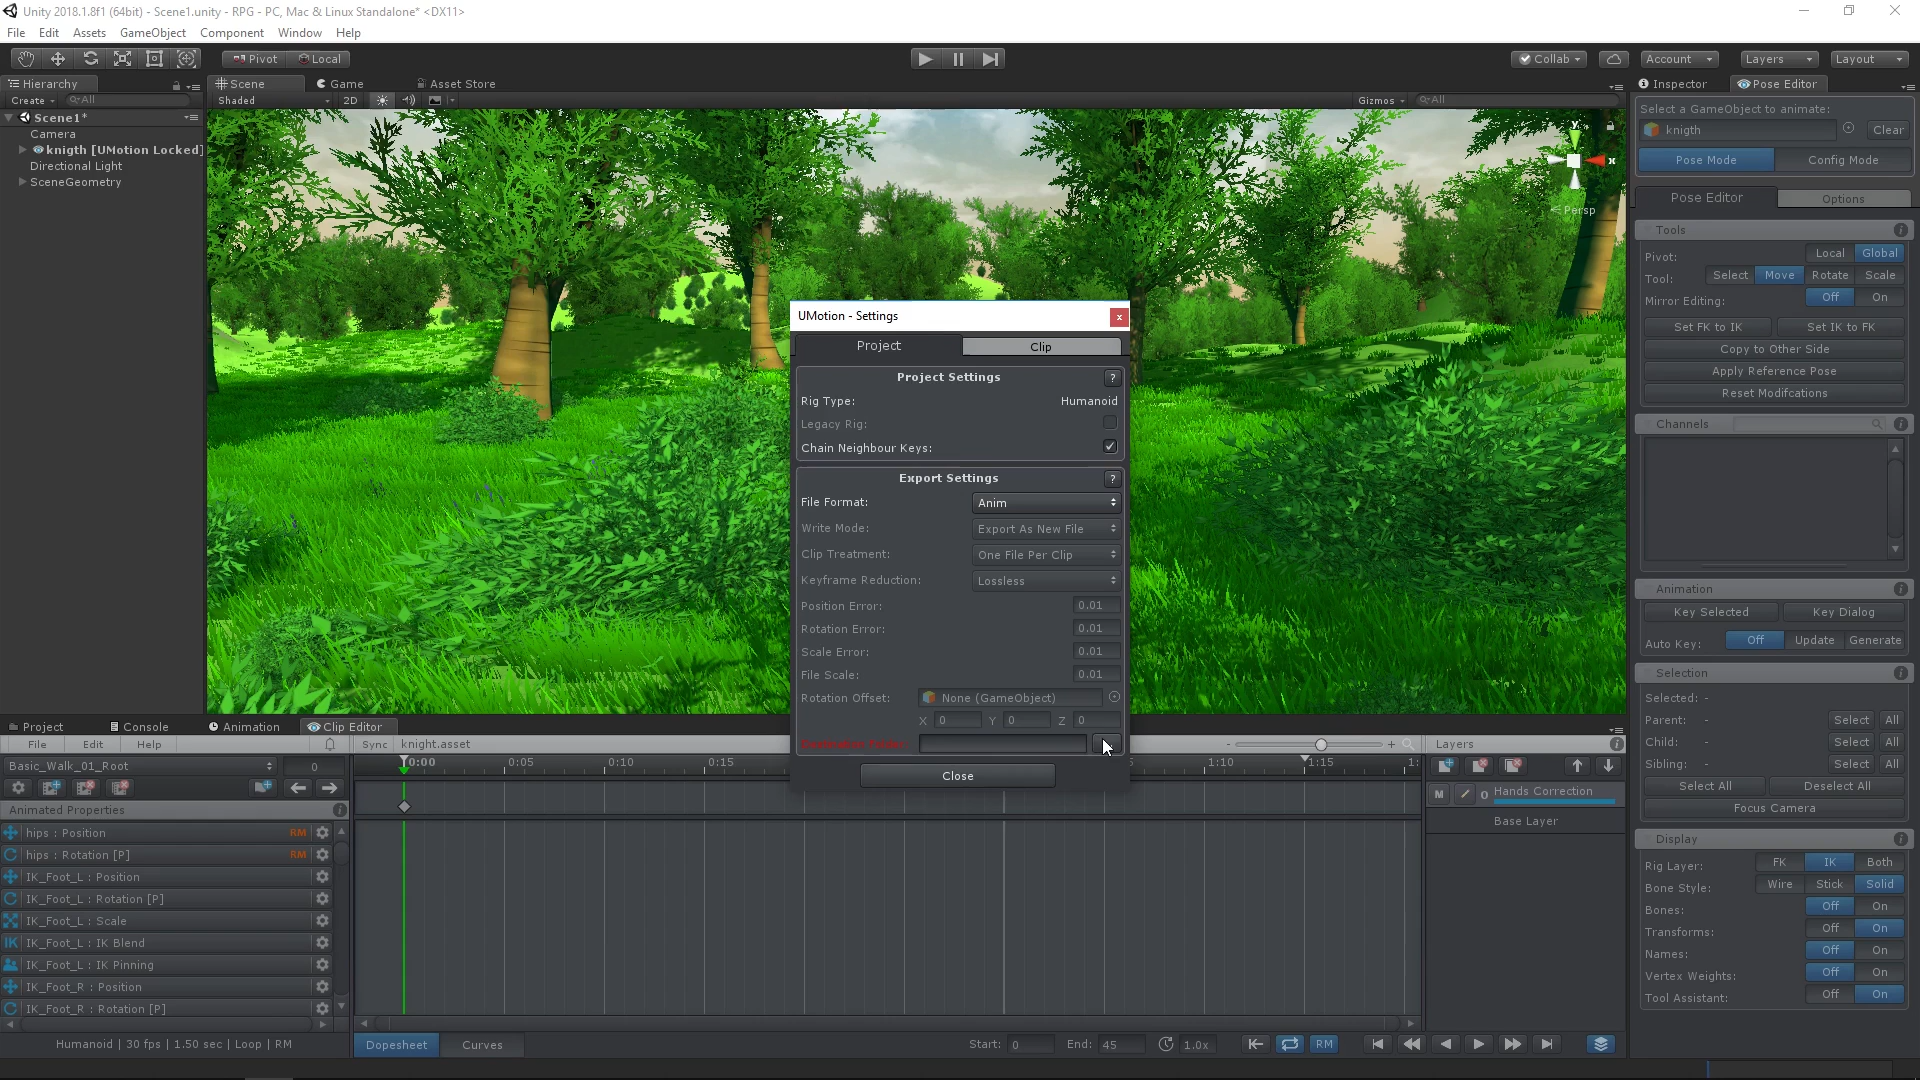 Unity 2018.1.8f1 (64bit) - Scene1.unity - RPG - PC, Mac & Linux Standalone* <DX11>
File Edit Assets GameObject Component Window Help
Pivot Local
Collab Account Layers Layout
Hierarchy
Create All
Scene1*
Camera
knigth [UMotion Locked]
Directional Light
SceneGeometry
Scene Game Asset Store
Shaded 2D Gizmos All
y
x
Persp
Inspector Pose Editor
Select a GameObject to animate:
knigth Clear
Pose Mode Config Mode
Pose Editor Options
Tools
Pivot: Local Global
Tool: Select Move Rotate Scale
Mirror Editing: Off On
Set FK to IK Set IK to FK
Copy to Other Side
Apply Reference Pose
Reset Modifcations
Channels
Animation
Key Selected Key Dialog
Auto Key: Off Update Generate
Selection
Selected: -
Parent: - Select All
Child: - Select All
Sibling: - Select All
Select All Deselect All
Focus Camera
Display
Rig Layer: FK IK Both
Bone Style: Wire Stick Solid
Bones: Off On
Transforms: Off On
Names: Off On
Vertex Weights: Off On
Tool Assistant: Off On
UMotion - Settings x
Project Clip
Project Settings ?
Rig Type: Humanoid
Legacy Rig:
Chain Neighbour Keys:
Export Settings ?
File Format: Anim
Write Mode: Export As New File
Clip Treatment: One File Per Clip
Keyframe Reduction: Lossless
Position Error: 0.01
Rotation Error: 0.01
Scale Error: 0.01
File Scale: 0.01
Rotation Offset: None (GameObject)
X 0 Y 0 Z 0
Close
Project Console Animation Clip Editor
File Edit Help Sync knight.asset
Basic_Walk_01_Root 0
0:00 0:05 0:10 0:15 1:10 1:15
Animated Properties
hips : Position RM
hips : Rotation [P] RM
IK_Foot_L : Position
IK_Foot_L : Rotation [P]
IK_Foot_L : Scale
IK IK_Foot_L : IK Blend
IK_Foot_L : IK Pinning
IK_Foot_R : Position
IK_Foot_R : Rotation [P]
Humanoid | 30 fps | 1.50 sec | Loop | RM
Dopesheet Curves
Start: 0 End: 45 1.0x RM
- + Layers
M Hands Correction
Base Layer